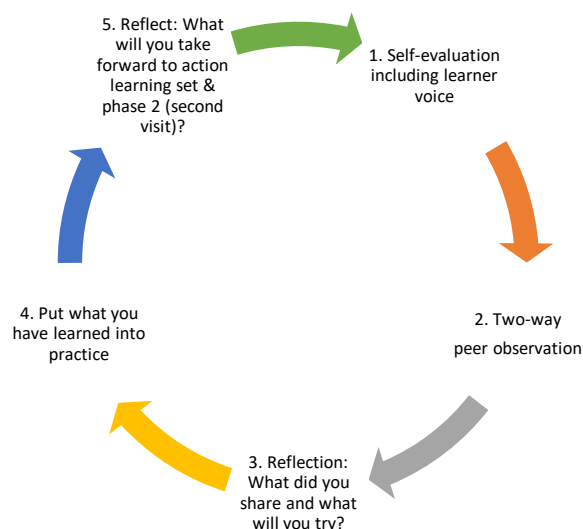 1. Self-evaluation
including learner
voice
2. Two-way
peer observation
3. Reflection:
What did you
share and what
will you try?
4. Put what you
have learned into
practice
5. Reflect: What
will you take
forward to action
learning set &
phase 2 (second
visit)?